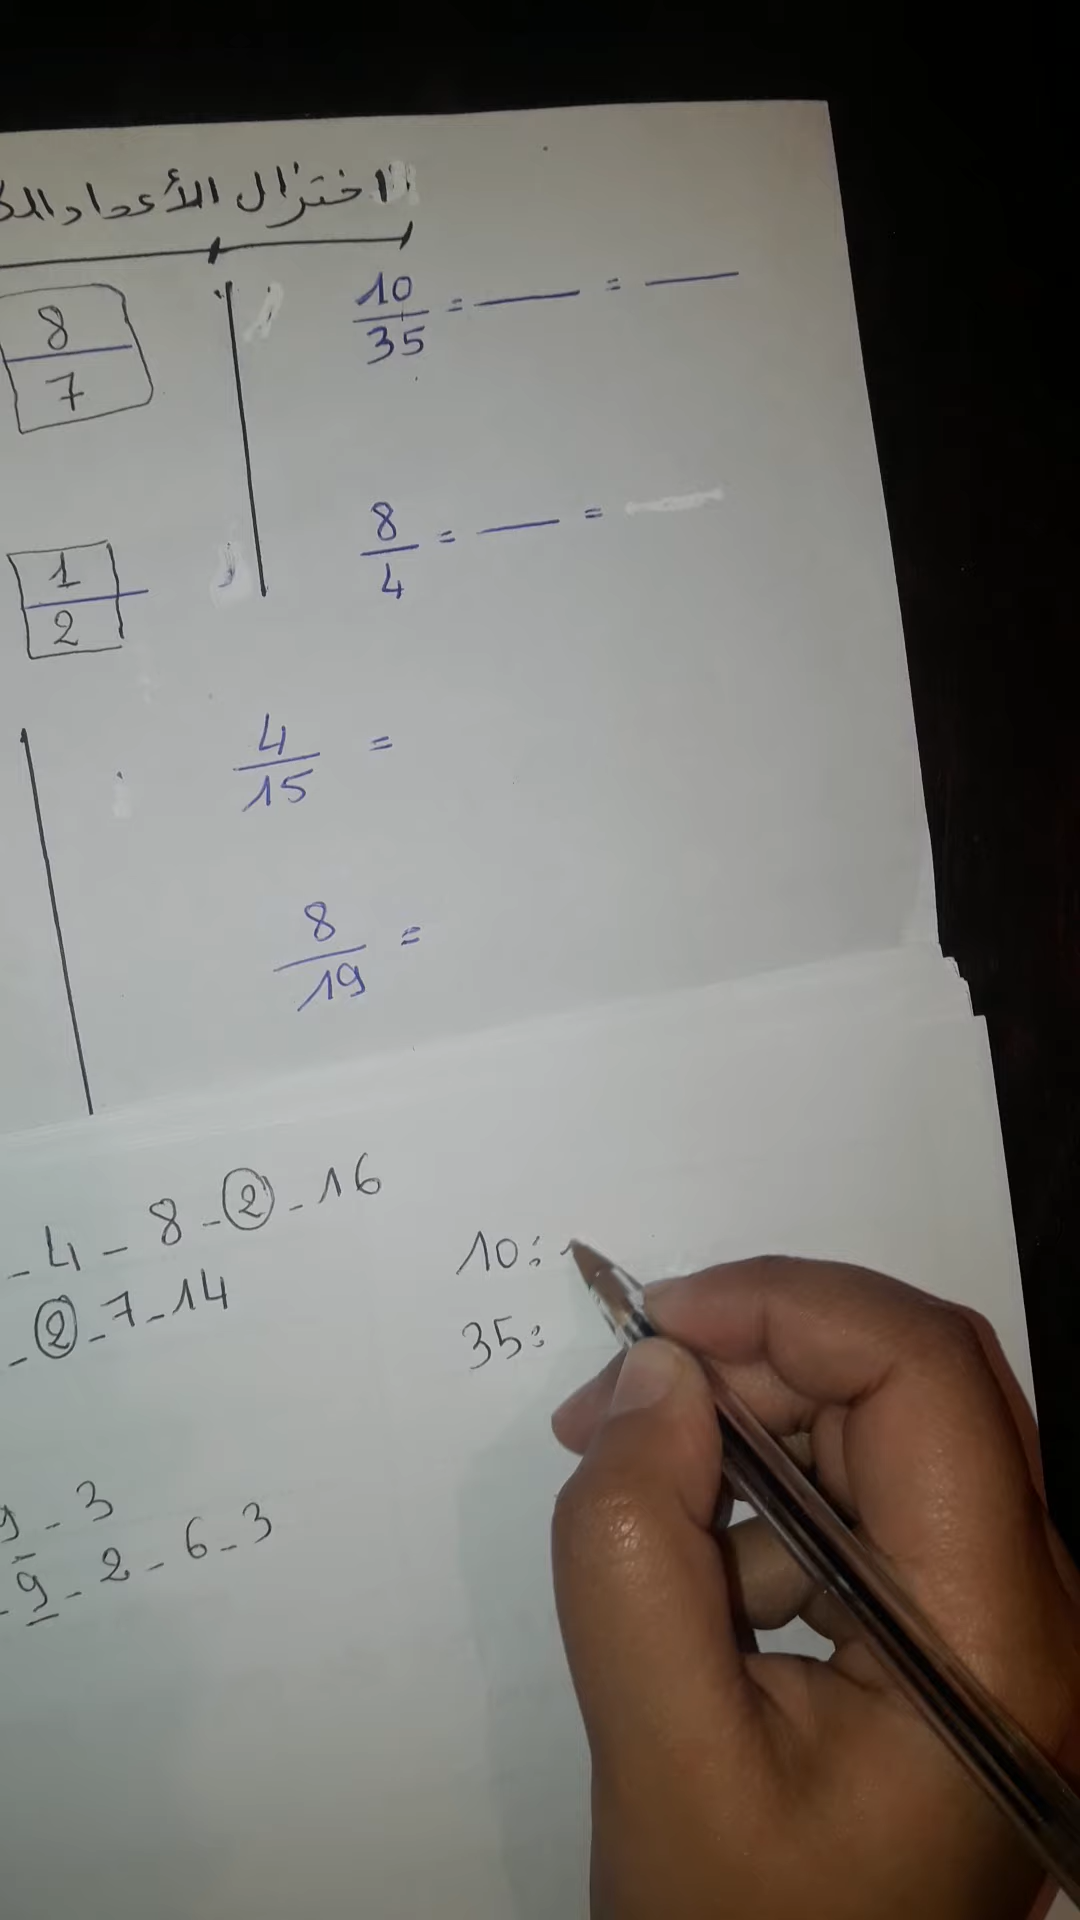 اختزال الأعداد
8/7
10/35 = ___ = ___
1/2
8/4 = ___ =
4/15 =
8/19 =
- 4 - 8 - 2 - 16
- 2 - 7 - 14
10:
35:
9 - 3
- 9 - 2 - 6 - 3